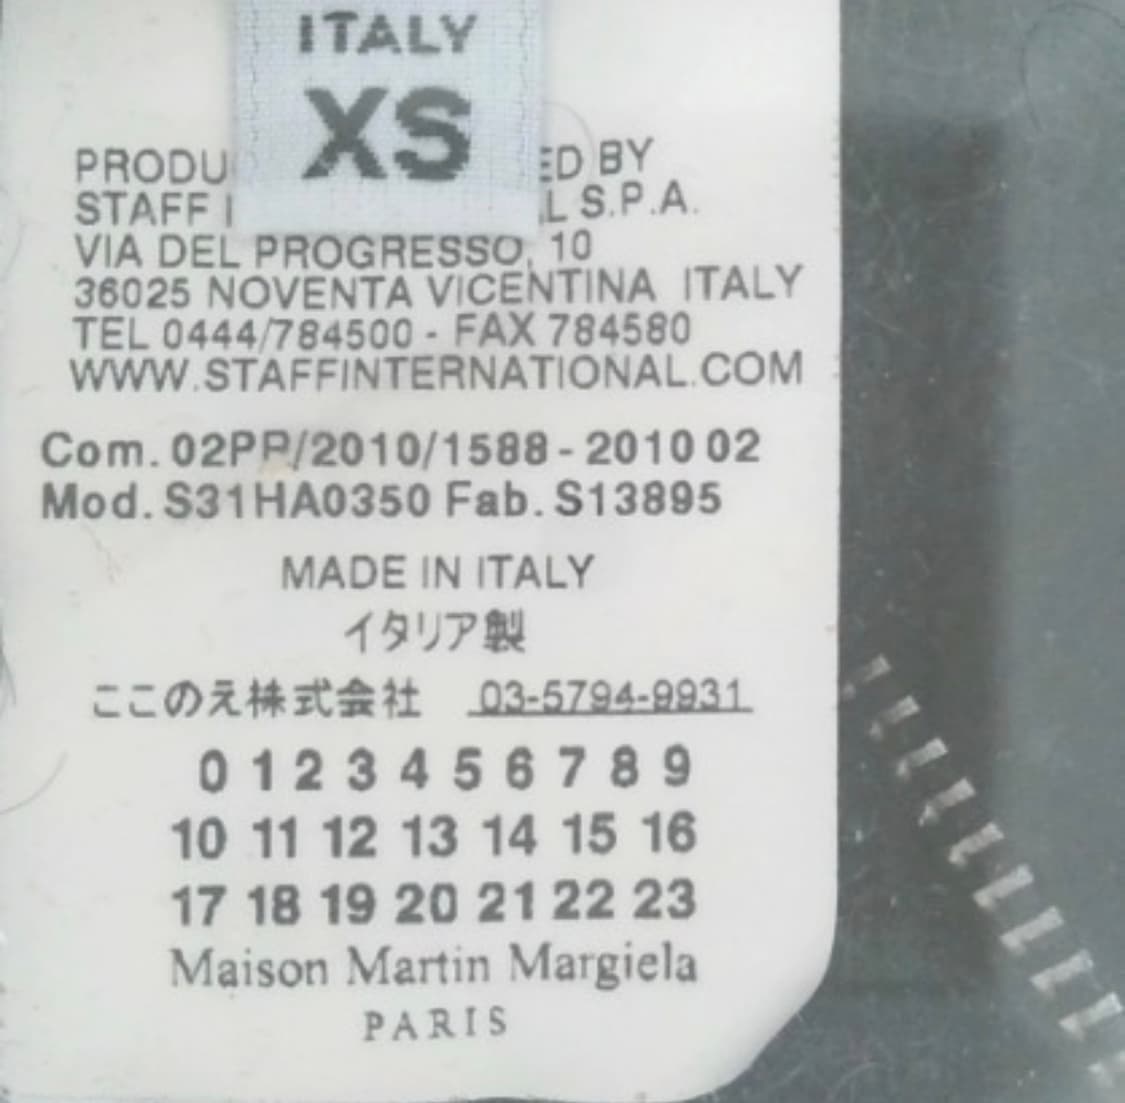 ITALY
XS
PRODU ED BY
STAFF I L S.P.A.
VIA DEL PROGRESSO, 10
36025 NOVENTA VICENTINA ITALY
TEL 0444/784500 - FAX 784580
WWW.STAFFINTERNATIONAL.COM
Com. 02PR/2010/1588 - 2010 02
Mod. S31HA0350 Fab. S13895
MADE IN ITALY
イタリア製
ここのえ株式会社 03-5794-9931
0 1 2 3 4 5 6 7 8 9
10 11 12 13 14 15 16
17 18 19 20 21 22 23
Maison Martin Margiela
PARIS